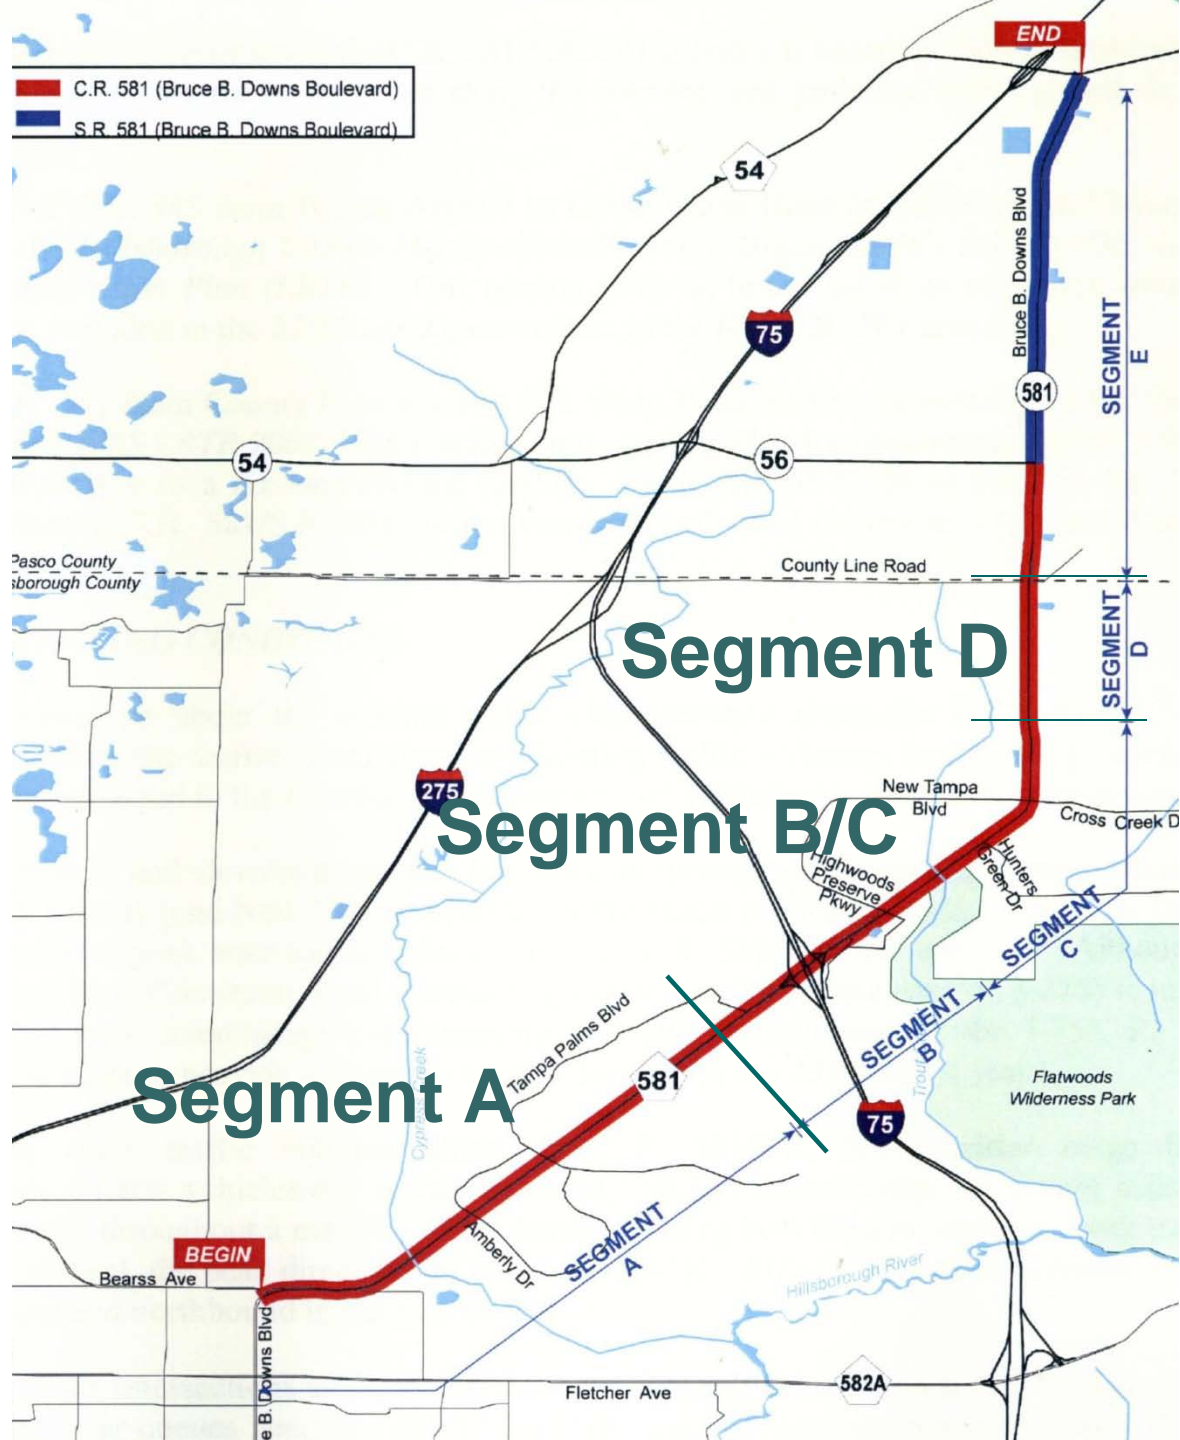 END
C.R. 581 (Bruce B. Downs Boulevard)
S.R. 581 (Bruce B. Downs Boulevard)
54
Bruce B. Downs Blvd
75
SEGMENT
E
581
54
56
Pasco County
sborough County
County Line Road
Segment D
SEGMENT
D
275
New Tampa
Blvd
Cross Creek D
Segment B/C
Highwoods
Preserve
Pkwy
Hunters
Green Dr
SEGMENT
C
Tampa Palms Blvd
SEGMENT
B
581
Cypress Creek
Trout
Segment A
Flatwoods
Wilderness Park
75
Amberly Dr
SEGMENT
A
BEGIN
Bearss Ave
Hillsborough River
e B. Downs Blvd
Fletcher Ave
582A